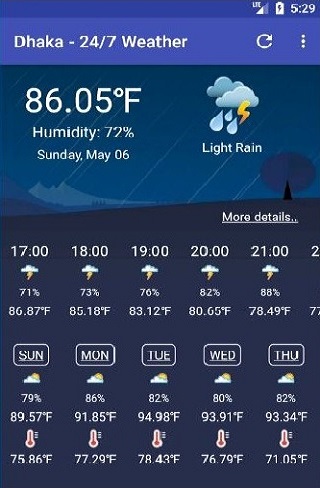 LTE 5:29
Dhaka - 24/7 Weather
86.05°F
Humidity: 72%
Sunday, May 06
Light Rain
More details..
17:00 18:00 19:00 20:00 21:00 2
71% 73% 76% 82% 88%
86.87°F 85.18°F 83.12°F 80.65°F 78.49°F 77
SUN MON TUE WED THU
79% 86% 82% 80% 82%
89.57°F 91.85°F 94.98°F 93.91°F 93.34°F
75.86°F 77.29°F 78.43°F 76.79°F 71.05°F